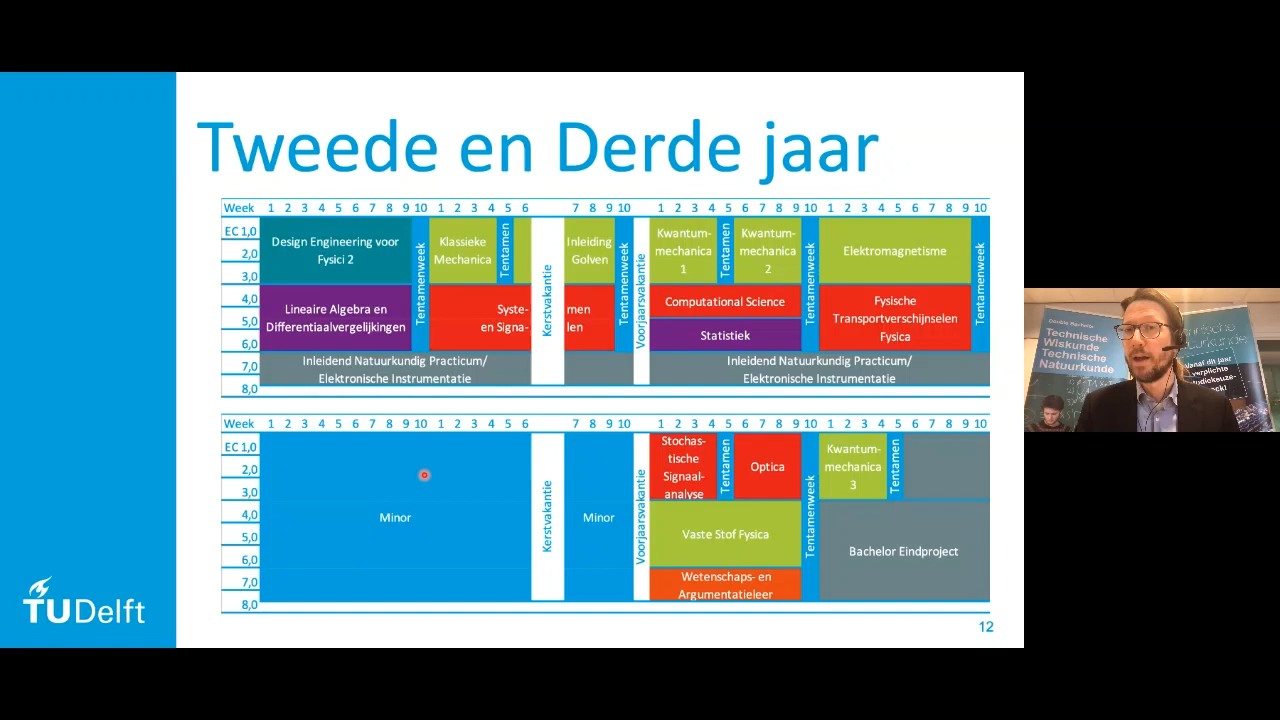 Tweede en Derde jaar
Week 1 2 3 4 5 6 7 8 9 10 1 2 3 4 5 6 7 8 9 10 1 2 3 4 5 6 7 8 9 10 1 2 3 4 5 6 7 8 9 10
EC 1,0
2,0
3,0
4,0
5,0
6,0
7,0
8,0
Design Engineering voor
Fysici 2
Lineaire Algebra en
Differentiaalvergelijkingen
Tentamenweek
Klassieke
Mechanica
Tentamen
Syste-
en Signa-
Kerstvakantie
Inleiding
Golven
men
len
Tentamenweek
Voorjaarsvakantie
Kwantum-
mechanica
1
Tentamen
Kwantum-
mechanica
2
Computational Science
Statistiek
Tentamenweek
Elektromagnetisme
Fysische
Transportverschijnselen
Fysica
Tentamenweek
Inleidend Natuurkundig Practicum/
Elektronische Instrumentatie
Inleidend Natuurkundig Practicum/
Elektronische Instrumentatie
Week 1 2 3 4 5 6 7 8 9 10 1 2 3 4 5 6 7 8 9 10 1 2 3 4 5 6 7 8 9 10 1 2 3 4 5 6 7 8 9 10
EC 1,0
2,0
3,0
4,0
5,0
6,0
7,0
8,0
Minor
Kerstvakantie
Minor
Voorjaarsvakantie
Stochas-
tische
Signaal-
analyse
Tentamen
Optica
Vaste Stof Fysica
Wetenschaps- en
Argumentatieleer
Tentamenweek
Kwantum-
mechanica
3
Tentamen
Bachelor Eindproject
TUDelft
12
Technische
Wiskunde
Technische
Natuurkunde
Vanaf dit jaar
verplichte